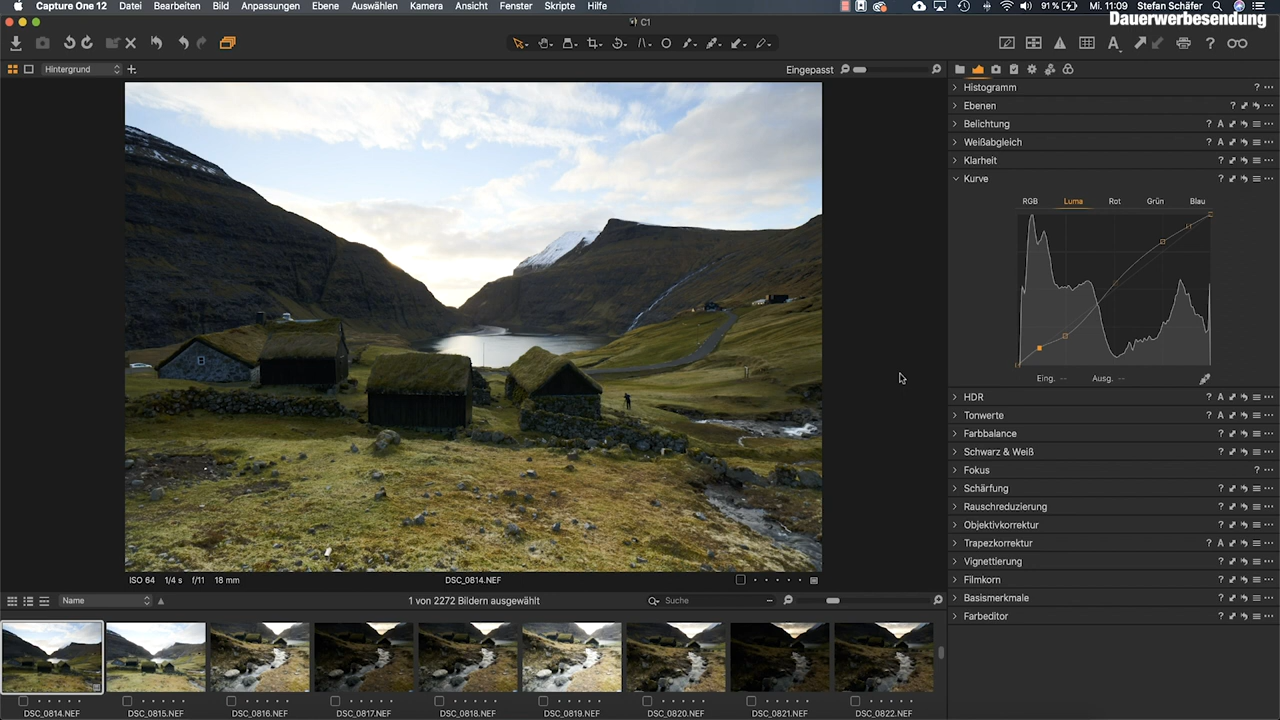 Capture One 12 Datei Bearbeiten Bild Anpassungen Ebene Auswählen Kamera Ansicht Fenster Skripte Hilfe 91 % Mi. 11:09 Stefan Schäfer
Dauerwerbesendung
C1
Hintergrund
Eingepasst
Histogramm
Ebenen
Belichtung
Weißabgleich
Klarheit
Kurve
RGB Luma Rot Grün Blau
Eing. -- Ausg. --
HDR
Tonwerte
Farbbalance
Schwarz & Weiß
Fokus
Schärfung
Rauschreduzierung
Objektivkorrektur
Trapezkorrektur
Vignettierung
Filmkorn
Basismerkmale
Farbeditor
ISO 64 1/4 s f/11 18 mm
DSC_0814.NEF
Name
1 von 2272 Bildern ausgewählt
Suche
DSC_0814.NEF DSC_0815.NEF DSC_0816.NEF DSC_0817.NEF DSC_0818.NEF DSC_0819.NEF DSC_0820.NEF DSC_0821.NEF DSC_0822.NEF